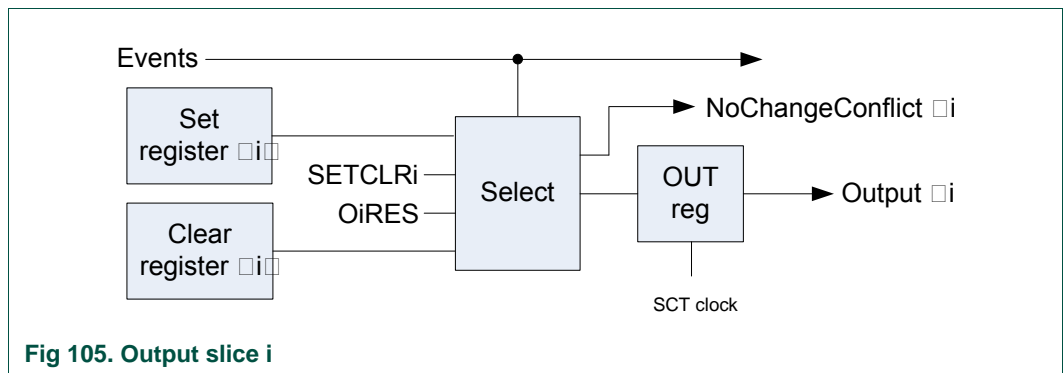 Events
Set
register □i□
NoChangeConflict □i
SETCLRi
Select
OUT
reg
Output □i
OiRES
Clear
register □i□
SCT clock
Fig 105. Output slice i